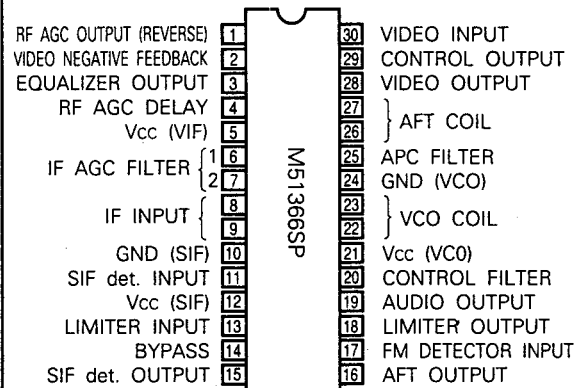 RF AGC OUTPUT (REVERSE) 1
VIDEO NEGATIVE FEEDBACK 2
EQUALIZER OUTPUT 3
RF AGC DELAY 4
Vcc (VIF) 5
IF AGC FILTER 1 6
2 7
IF INPUT 8
9
GND (SIF) 10
SIF det. INPUT 11
Vcc (SIF) 12
LIMITER INPUT 13
BYPASS 14
SIF det. OUTPUT 15
M51366SP
30 VIDEO INPUT
29 CONTROL OUTPUT
28 VIDEO OUTPUT
27
26 AFT COIL
25 APC FILTER
24 GND (VCO)
23
22 VCO COIL
21 Vcc (VC0)
20 CONTROL FILTER
19 AUDIO OUTPUT
18 LIMITER OUTPUT
17 FM DETECTOR INPUT
16 AFT OUTPUT